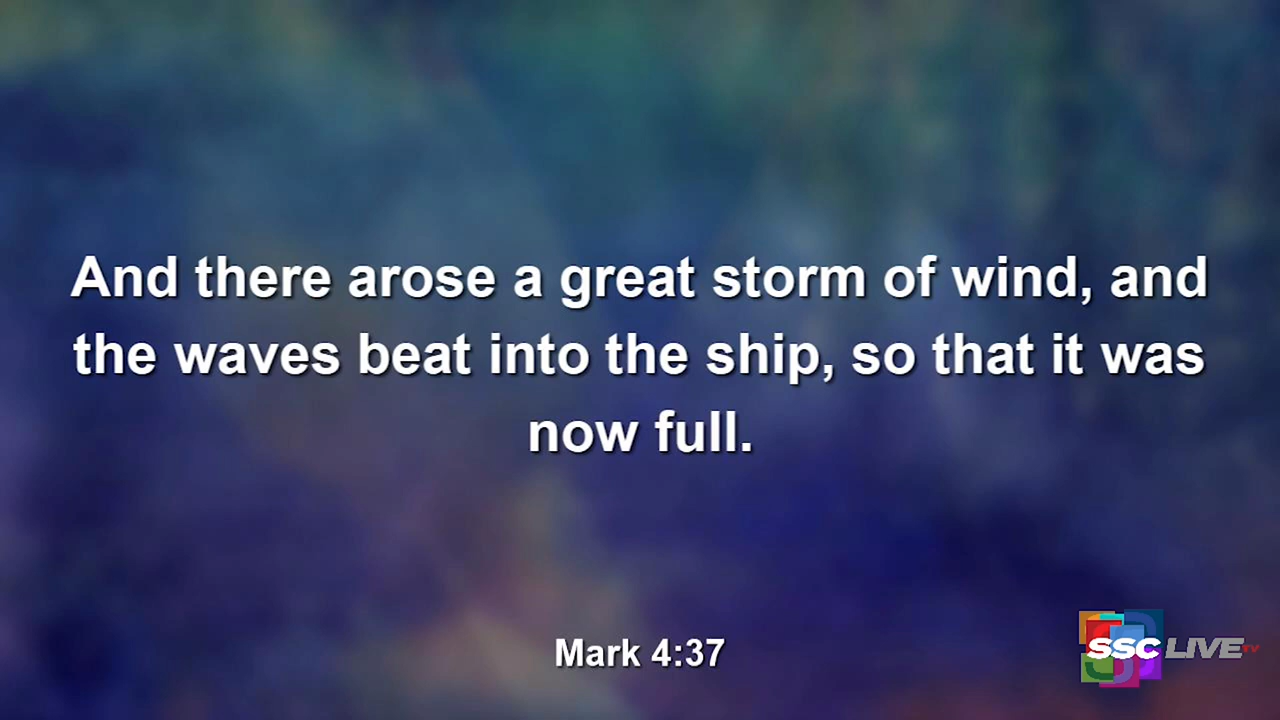 And there arose a great storm of wind, and
the waves beat into the ship, so that it was
now full.
Mark 4:37
SSC LIVE TV